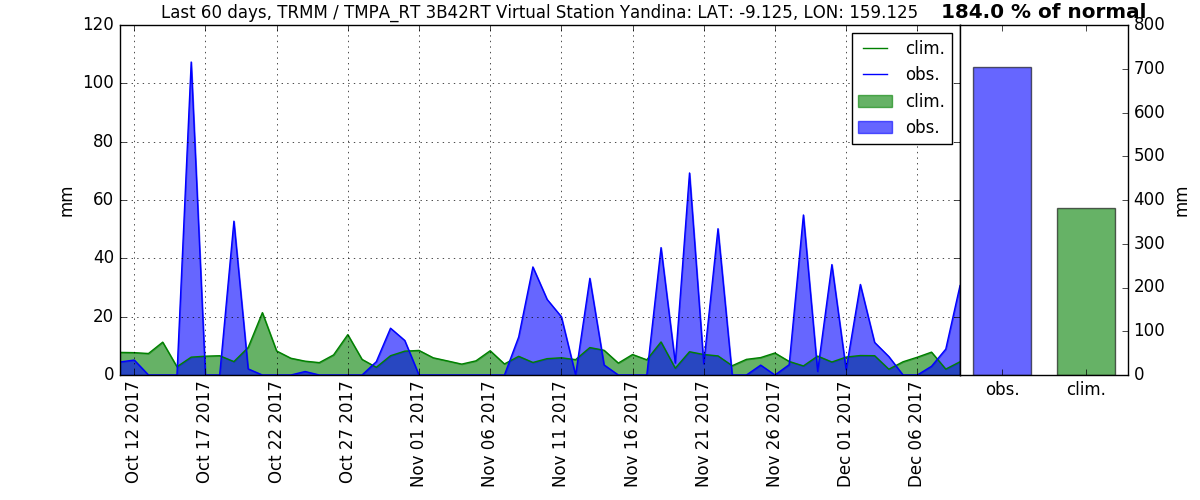 Last 60 days, TRMM / TMPA_RT 3B42RT Virtual Station Yandina: LAT: -9.125, LON: 159.125
184.0 % of normal
mm
120
100
80
60
40
20
0
clim.
obs.
clim.
obs.
800
700
600
500
400
300
200
100
0
mm
Oct 12 2017
Oct 17 2017
Oct 22 2017
Oct 27 2017
Nov 01 2017
Nov 06 2017
Nov 11 2017
Nov 16 2017
Nov 21 2017
Nov 26 2017
Dec 01 2017
Dec 06 2017
obs.
clim.